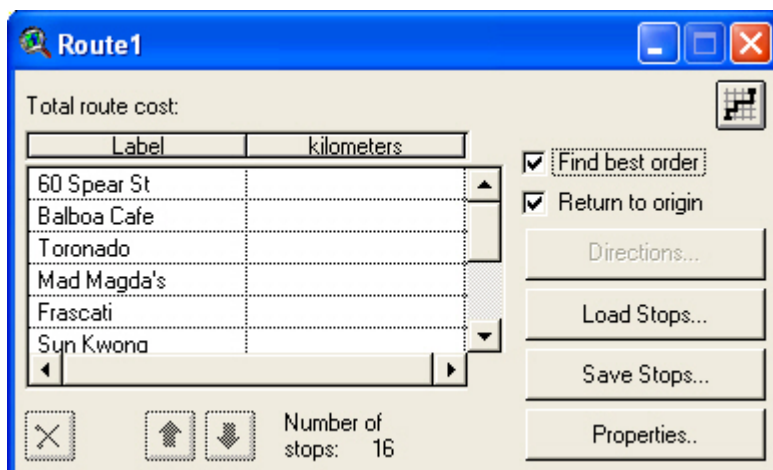 Route1
Total route cost:
Label kilometers
60 Spear St
Balboa Cafe
Toronado
Mad Magda's
Frascati
Sun Kwong
Find best order
Return to origin
Directions...
Load Stops...
Save Stops...
Properties..
Number of
stops: 16